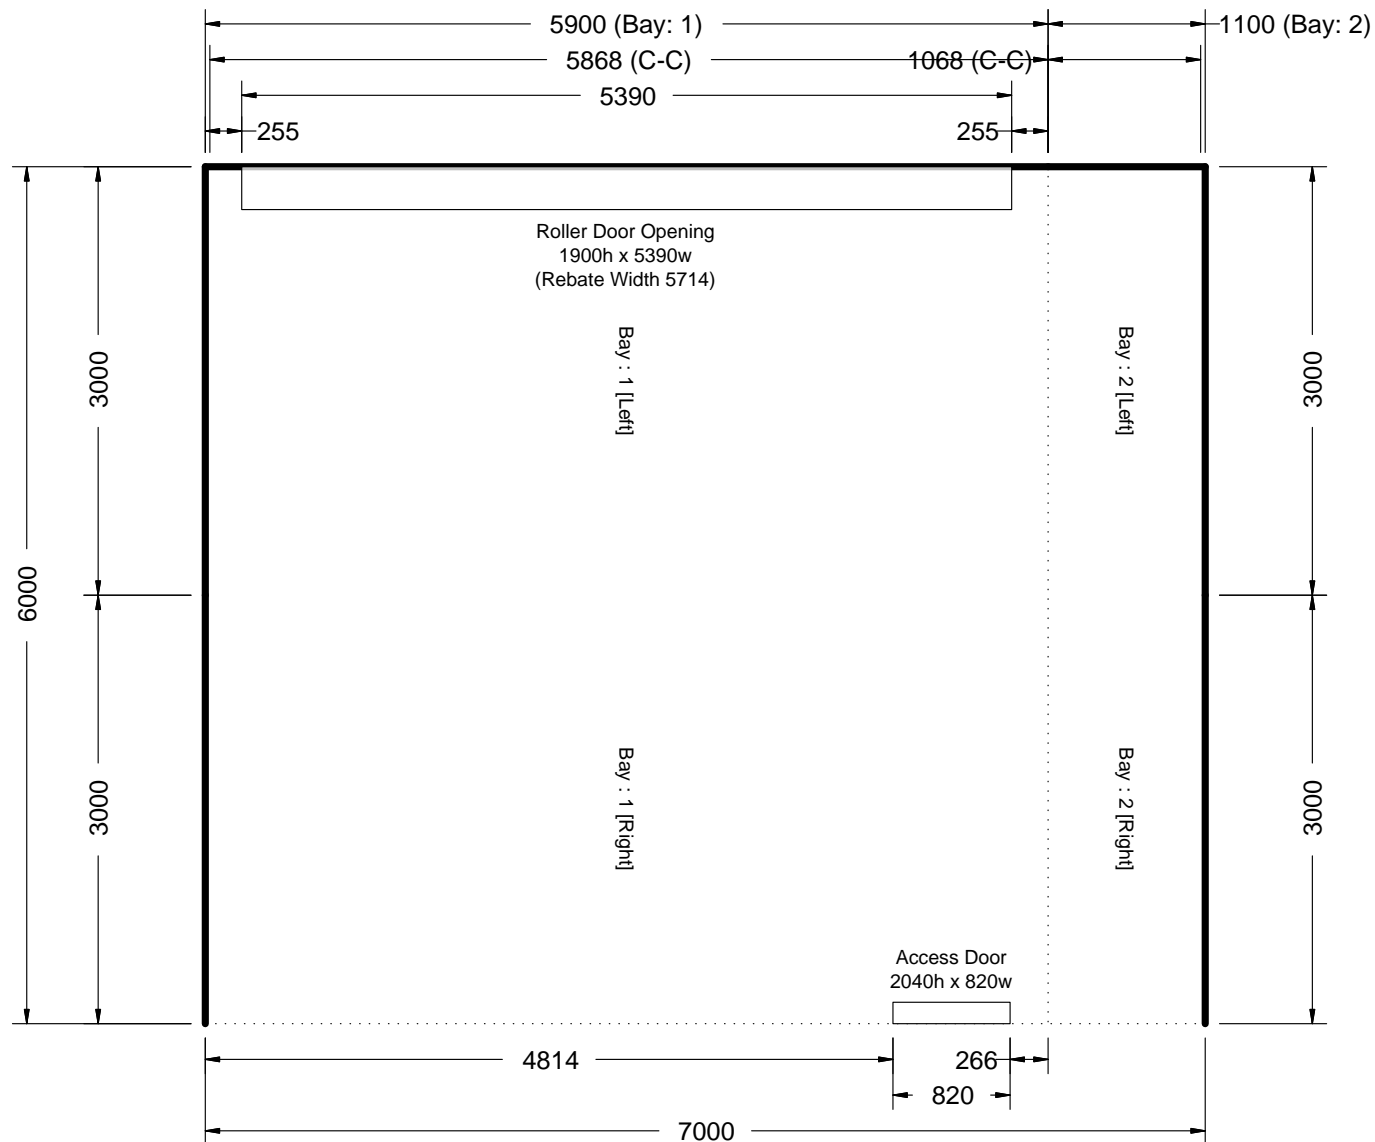 5900 (Bay: 1)
1100 (Bay: 2)
5868 (C-C)
1068 (C-C)
5390
255
255
Roller Door Opening
1900h x 5390w
(Rebate Width 5714)
Bay : 1 [Left]
Bay : 2 [Left]
3000
3000
6000
Bay : 1 [Right]
Bay : 2 [Right]
3000
3000
Access Door
2040h x 820w
4814
266
820
7000